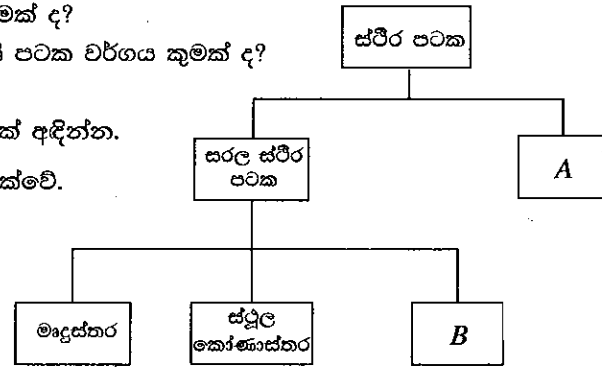 මක් ද?
පටක වර්ගය කුමක් ද?
ක් අඳින්න.
ක්වේ.
ස්ථිර පටක
සරල ස්ථිර
පටක
A
මෘදුස්තර
ස්ථූල
කෝණාස්තර
B